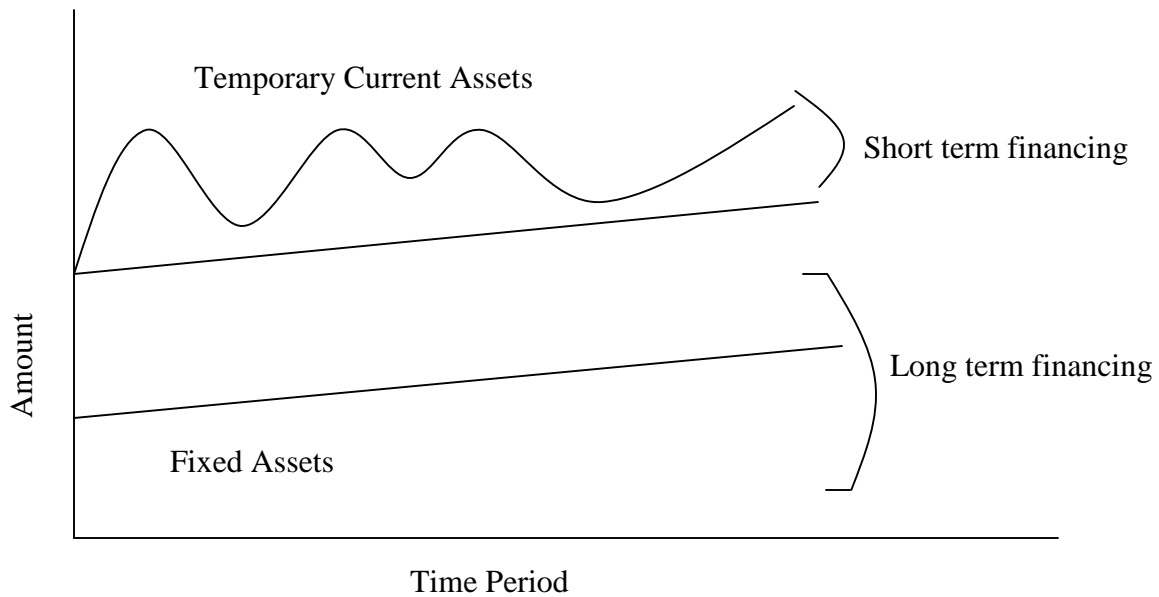 Temporary Current Assets
Short term financing
Amount
Long term financing
Fixed Assets
Time Period